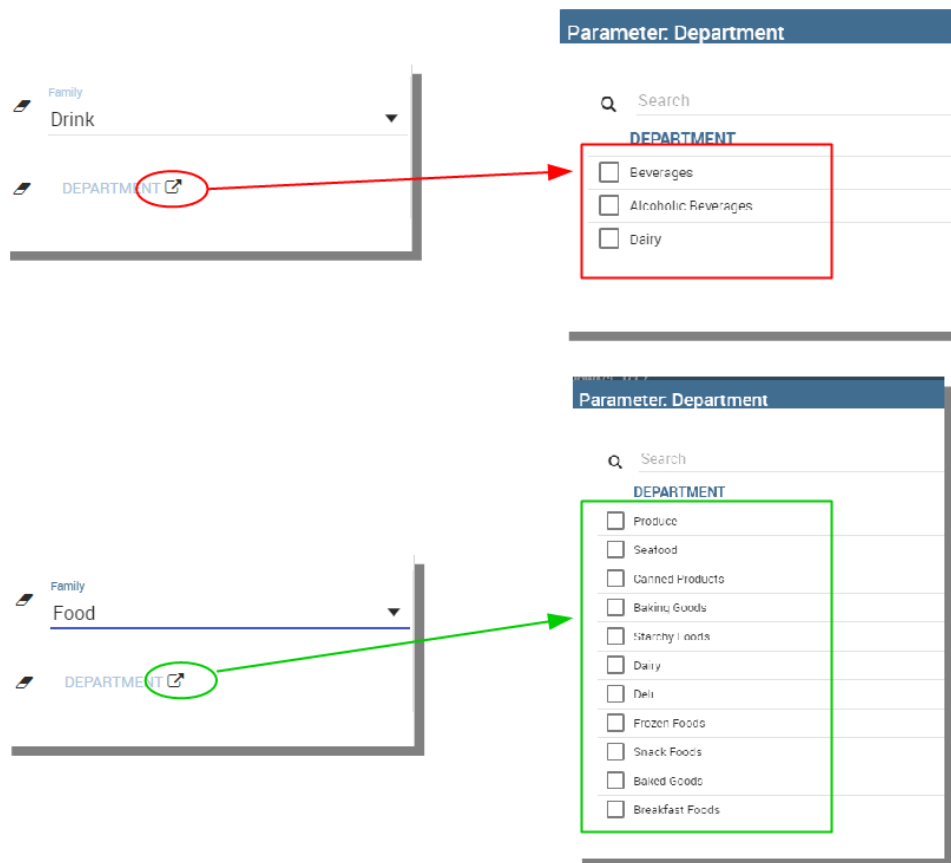 Parameter: Department
Family
Drink
Search
DEPARTMENT
DEPARTMENT
Beverages
Alcoholic Beverages
Dairy
Parameter: Department
Search
DEPARTMENT
Produce
Seafood
Canned Products
Family
Food
Baking Goods
Starchy Foods
DEPARTMENT
Dairy
Deli
Frozen Foods
Snack Foods
Baked Goods
Breakfast Foods